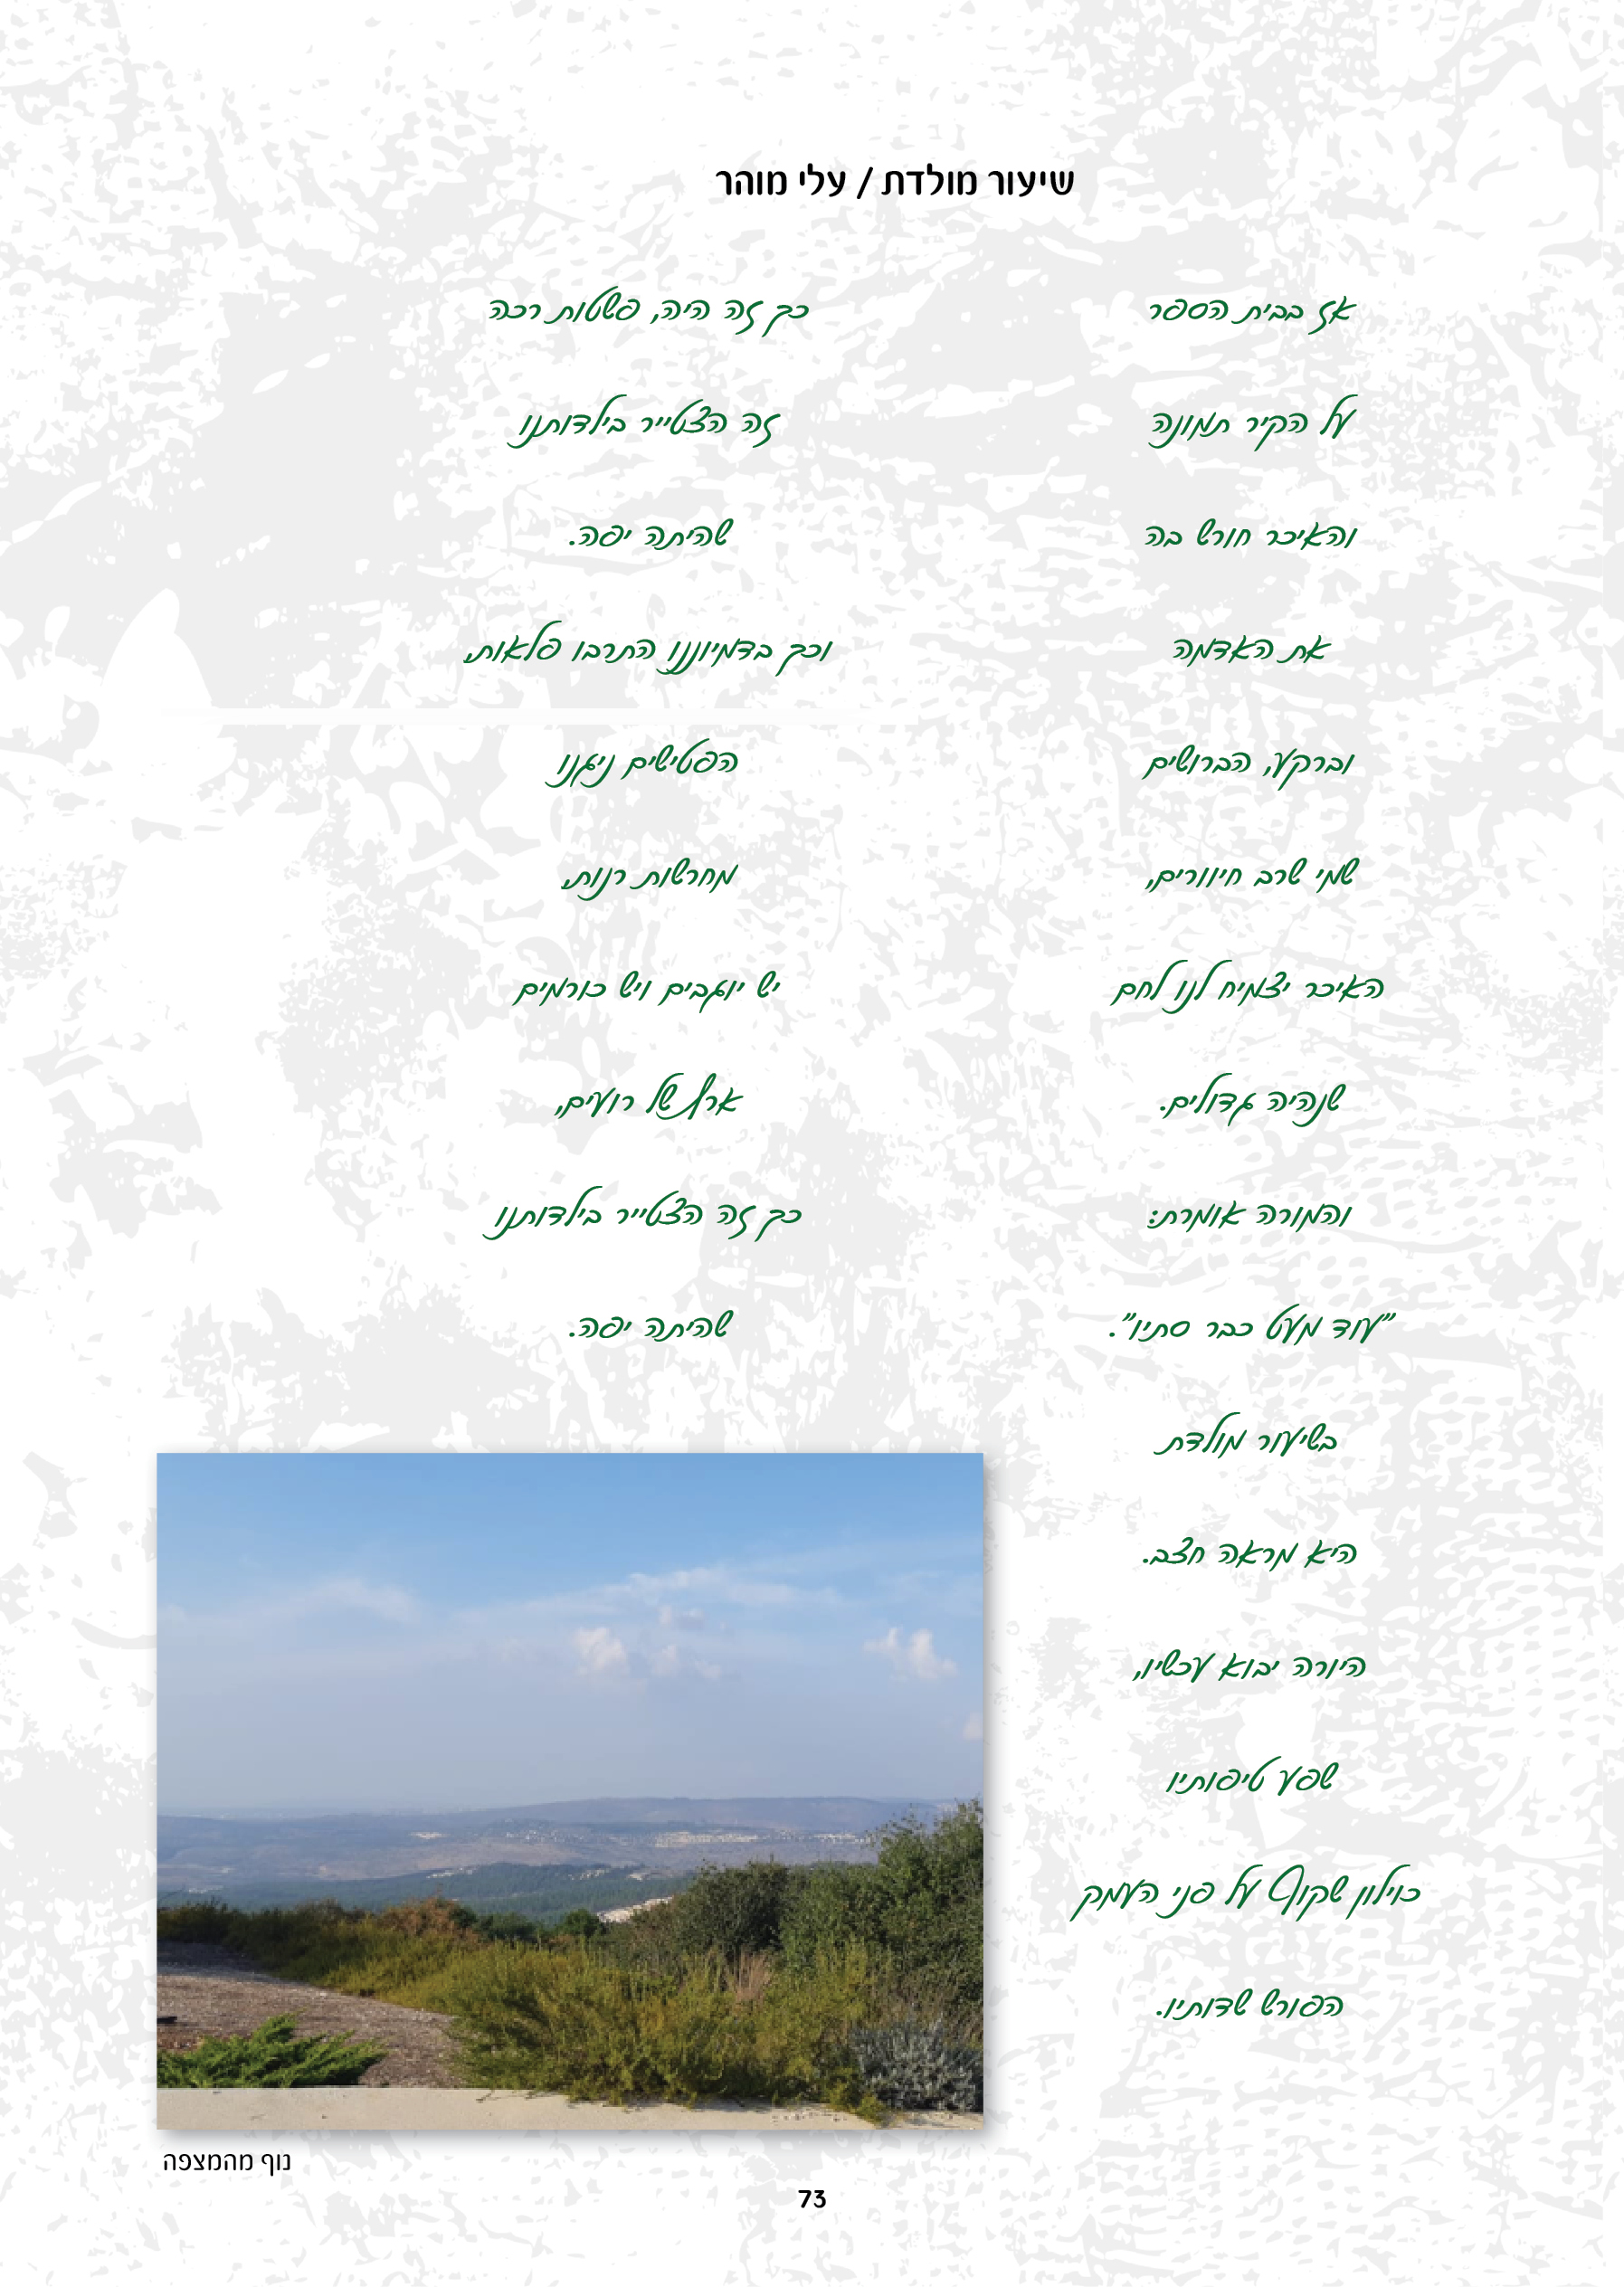 שיעור מולדת / עלי מוהר
אז בבית הספר
על הקיר תמונה
והאיכר חורש בה
את האדמה
וברקע, הברושים
שמי שרב חיוורים,
האיכר יצמיח לנו לחם
שנהיה גדולים.
והמורה אומרת:
"עוד מעט כבר סתיו".
בשיעור מולדת
היא מראה חצב.
היורה יבוא עכשיו,
שפע טיפותיו
כוילון שקוף על פני העמק
הפורש שדותיו.
כך זה היה, פשטות רכה
זה הצטייר בילדותנו
שהיתה יפה.
וכך בדמיוננו התרבו פלאות,
הפטישים ניגנו
מחרשות רנות,
יש יוגבים ויש כורמים
ארץ של רועים,
כך זה הצטייר בילדותנו
שהיתה יפה.
נוף מהמצפה
73